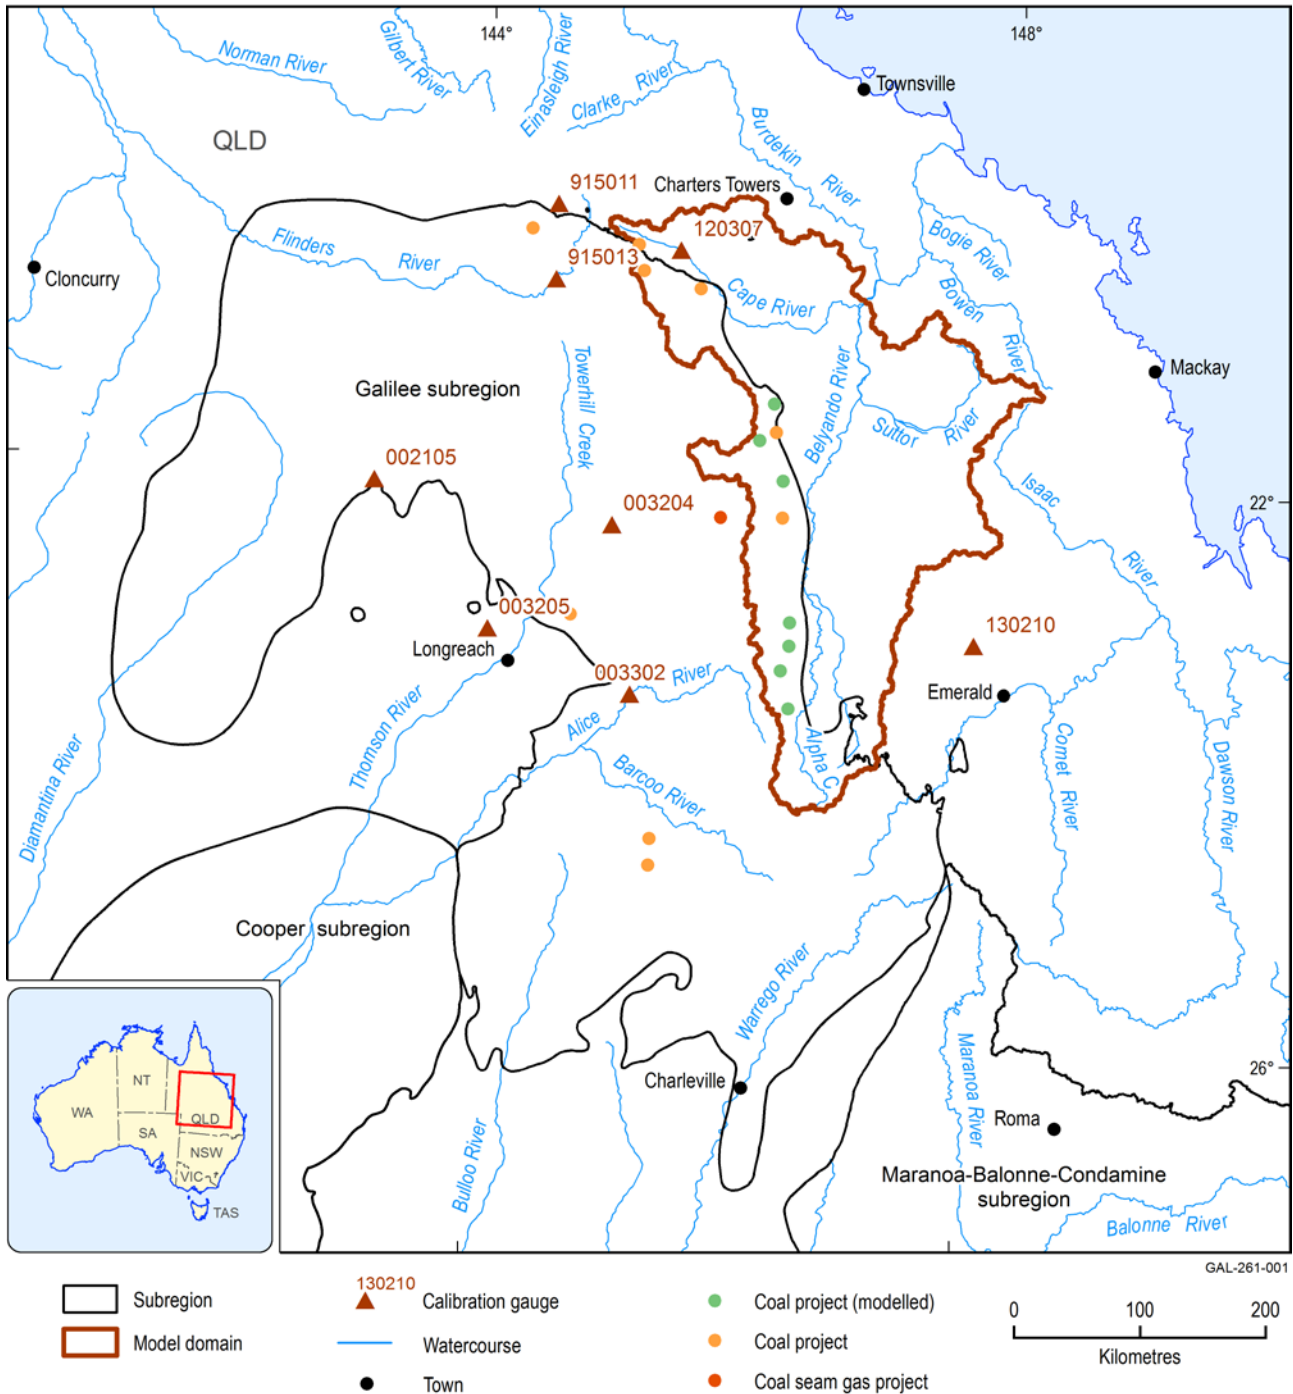 144°
148°
Norman River
Gilbert River
Einasleigh River
Clarke River
Townsville
Burdekin River
QLD
915011
Charters Towers
120307
Flinders River
915013
Cloncurry
Bogie River
Cape River
Bowen River
Towerhill Creek
Mackay
Galilee subregion
Belyando River
Suttor River
002105
003204
Isaac River
22°
003205
Longreach
130210
003302
Alice River
Emerald
Thomson River
Alpha C
Barcoo River
Comet River
Dawson River
Diamantina River
Cooper subregion
Warrego River
Maranoa River
Charleville
26°
Roma
Bulloo River
Maranoa-Balonne-Condamine
subregion
Balonne River
NT
WA
QLD
SA
NSW
VIC
TAS
GAL-261-001
Subregion
Model domain
130210
Calibration gauge
Watercourse
Town
Coal project (modelled)
Coal project
Coal seam gas project
0 100 200
Kilometres